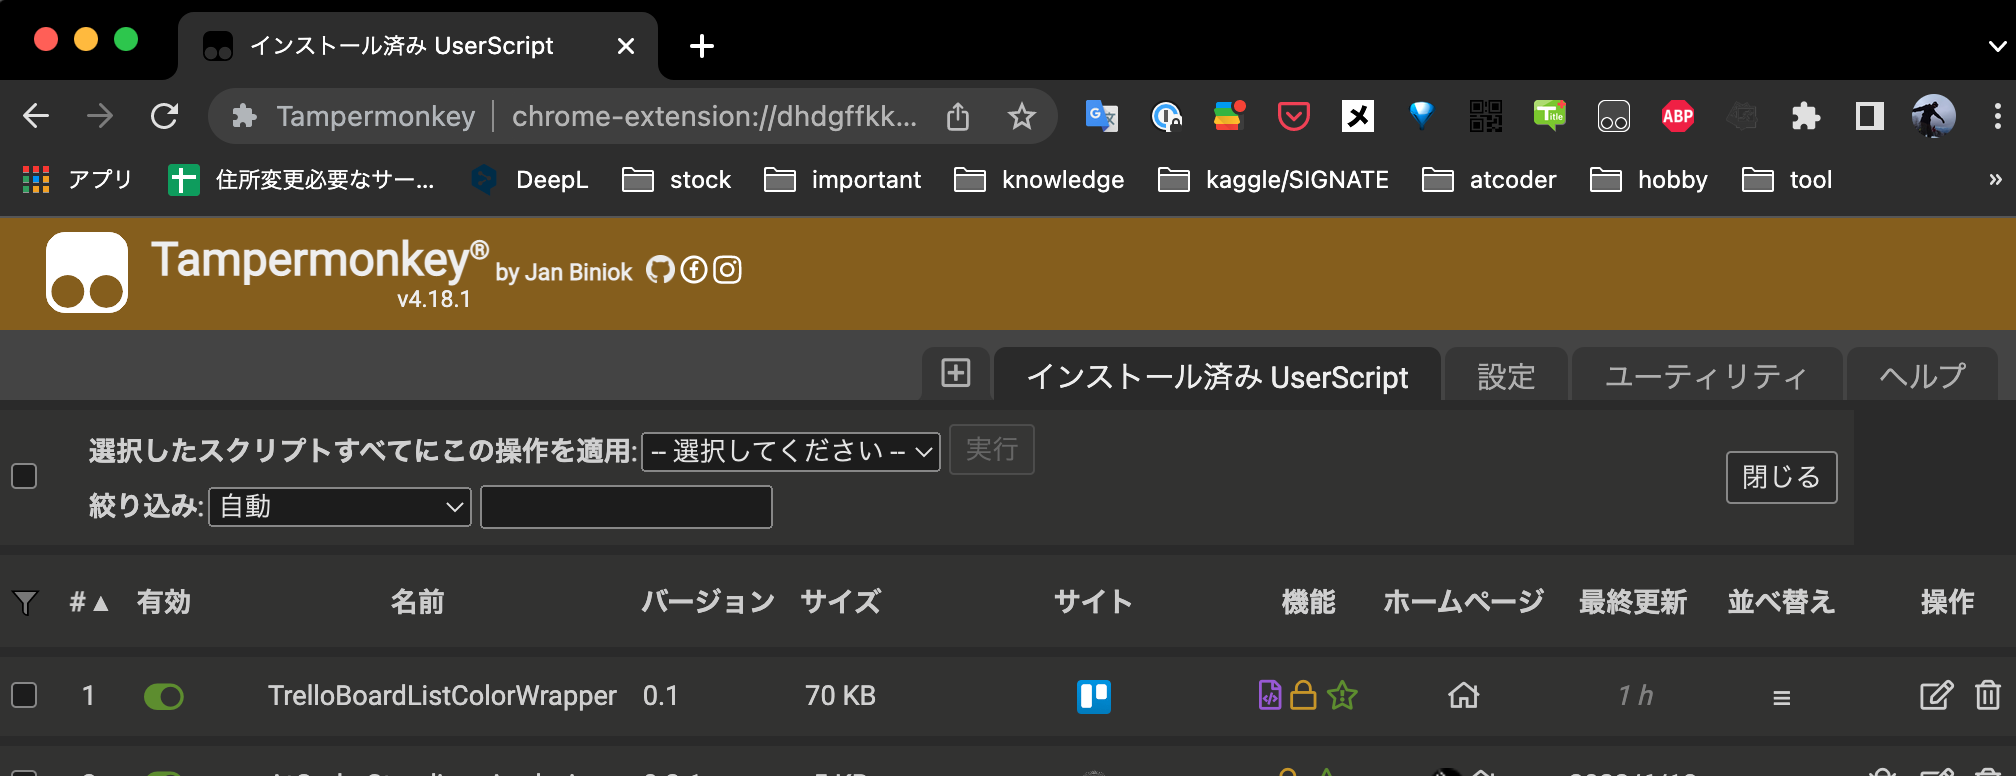 インストール済み UserScript
Tampermonkey | chrome-extension://dhdgffkk...
G 文 Title ABP
アプリ 住所変更必要なサー... DeepL stock important knowledge kaggle/SIGNATE atcoder hobby tool »
Tampermonkey® by Jan Biniok
v4.18.1
インストール済み UserScript 設定 ユーティリティ ヘルプ
選択したスクリプトすべてにこの操作を適用: -- 選択してください -- 実行
閉じる
絞り込み: 自動
#▲ 有効 名前 バージョン サイズ サイト 機能 ホームページ 最終更新 並べ替え 操作
1 TrelloBoardListColorWrapper 0.1 70 KB 1 h